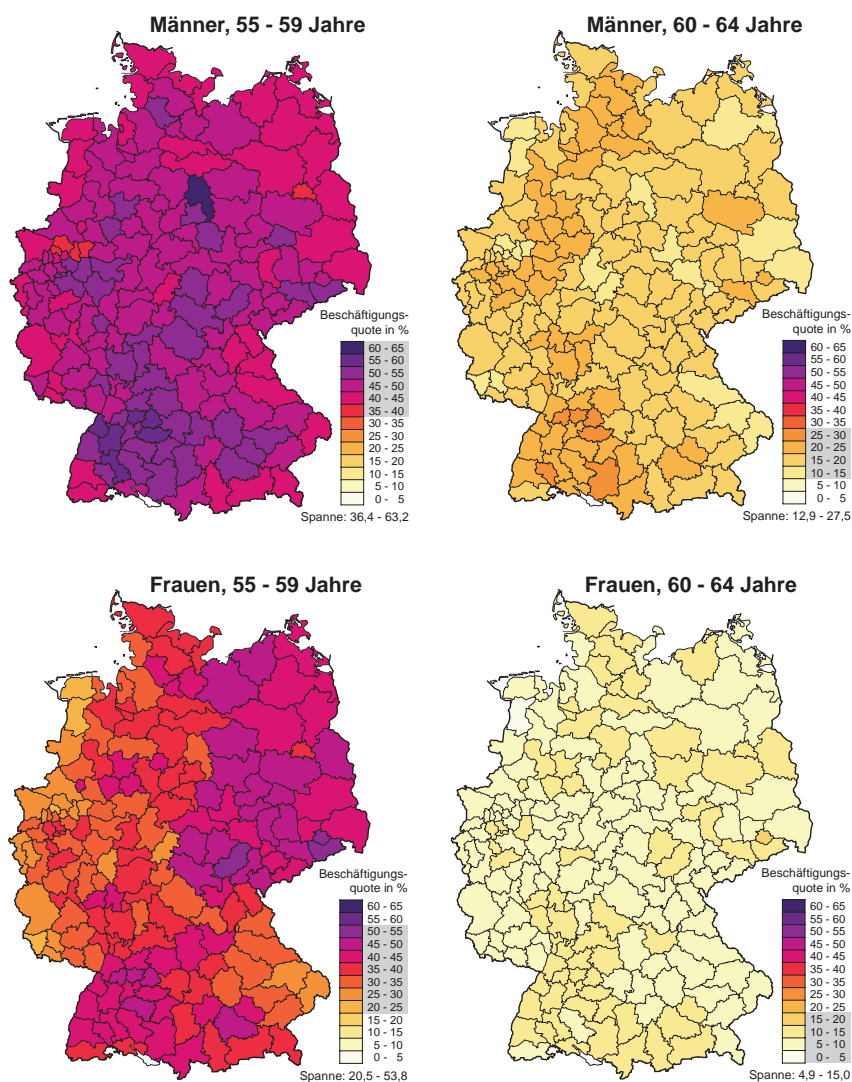 Männer, 55 - 59 Jahre
Beschäftigungs-
quote in %
60 - 65
55 - 60
50 - 55
45 - 50
40 - 45
35 - 40
30 - 35
25 - 30
20 - 25
15 - 20
10 - 15
5 - 10
0 - 5
Spanne: 36,4 - 63,2
Männer, 60 - 64 Jahre
Beschäftigungs-
quote in %
60 - 65
55 - 60
50 - 55
45 - 50
40 - 45
35 - 40
30 - 35
25 - 30
20 - 25
15 - 20
10 - 15
5 - 10
0 - 5
Spanne: 12,9 - 27,5
Frauen, 55 - 59 Jahre
Beschäftigungs-
quote in %
60 - 65
55 - 60
50 - 55
45 - 50
40 - 45
35 - 40
30 - 35
25 - 30
20 - 25
15 - 20
10 - 15
5 - 10
0 - 5
Spanne: 20,5 - 53,8
Frauen, 60 - 64 Jahre
Beschäftigungs-
quote in %
60 - 65
55 - 60
50 - 55
45 - 50
40 - 45
35 - 40
30 - 35
25 - 30
20 - 25
15 - 20
10 - 15
5 - 10
0 - 5
Spanne: 4,9 - 15,0